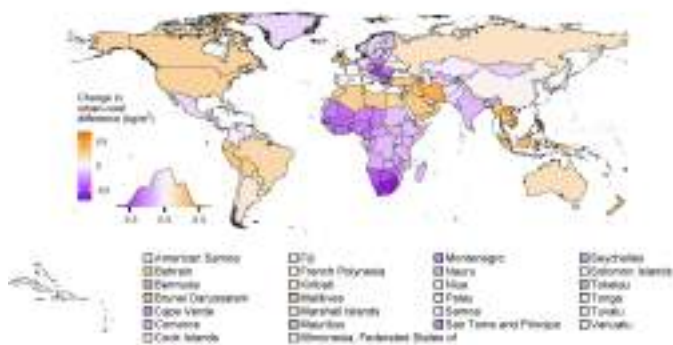 Change in
urban-rural
difference (kg/m²)
American Samoa
Bahrain
Bermuda
Brunei Darussalam
Cape Verde
Comoros
Cook Islands
Fiji
French Polynesia
Kiribati
Maldives
Marshall Islands
Mauritius
Micronesia, Federated States of
Montenegro
Nauru
Niue
Palau
Samoa
Sao Tome and Principe
Seychelles
Solomon Islands
Tokelau
Tonga
Tuvalu
Vanuatu